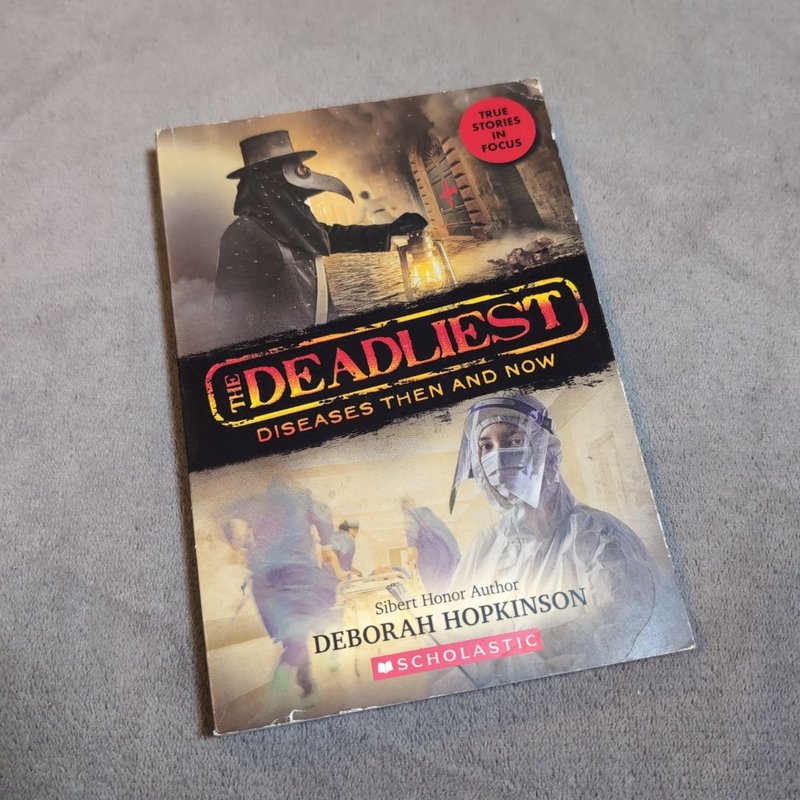 TRUE
STORIES
IN
FOCUS
THE DEADLIEST
DISEASES THEN AND NOW
Sibert Honor Author
DEBORAH HOPKINSON
SCHOLASTIC